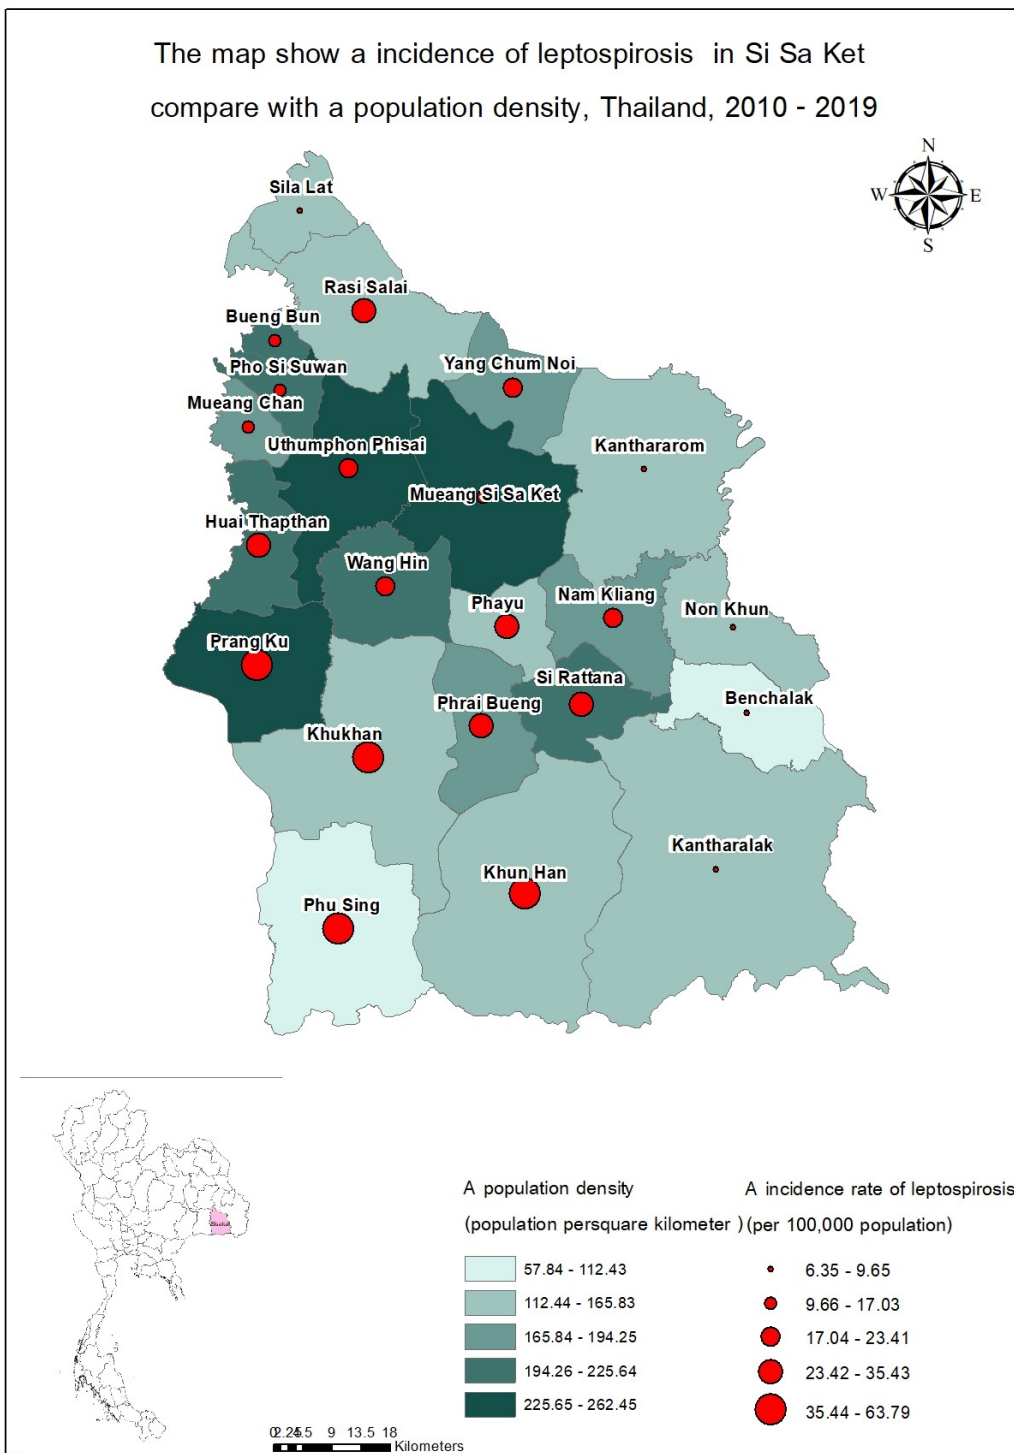 The map show a incidence of leptospirosis in Si Sa Ket
compare with a population density, Thailand, 2010 - 2019
N
W E
S
Sila Lat
Rasi Salai
Bueng Bun
Pho Si Suwan
Yang Chum Noi
Mueang Chan
Uthumphon Phisai
Kanthararom
Mueang Si Sa Ket
Huai Thapthan
Wang Hin
Phayu
Nam Kliang
Non Khun
Prang Ku
Si Rattana
Benchalak
Phrai Bueng
Khukhan
Kantharalak
Khun Han
Phu Sing
A population density
(population persquare kilometer )
57.84 - 112.43
112.44 - 165.83
165.84 - 194.25
194.26 - 225.64
225.65 - 262.45
A incidence rate of leptospirosis
(per 100,000 population)
6.35 - 9.65
9.66 - 17.03
17.04 - 23.41
23.42 - 35.43
35.44 - 63.79
9 13.5 18
Kilometers